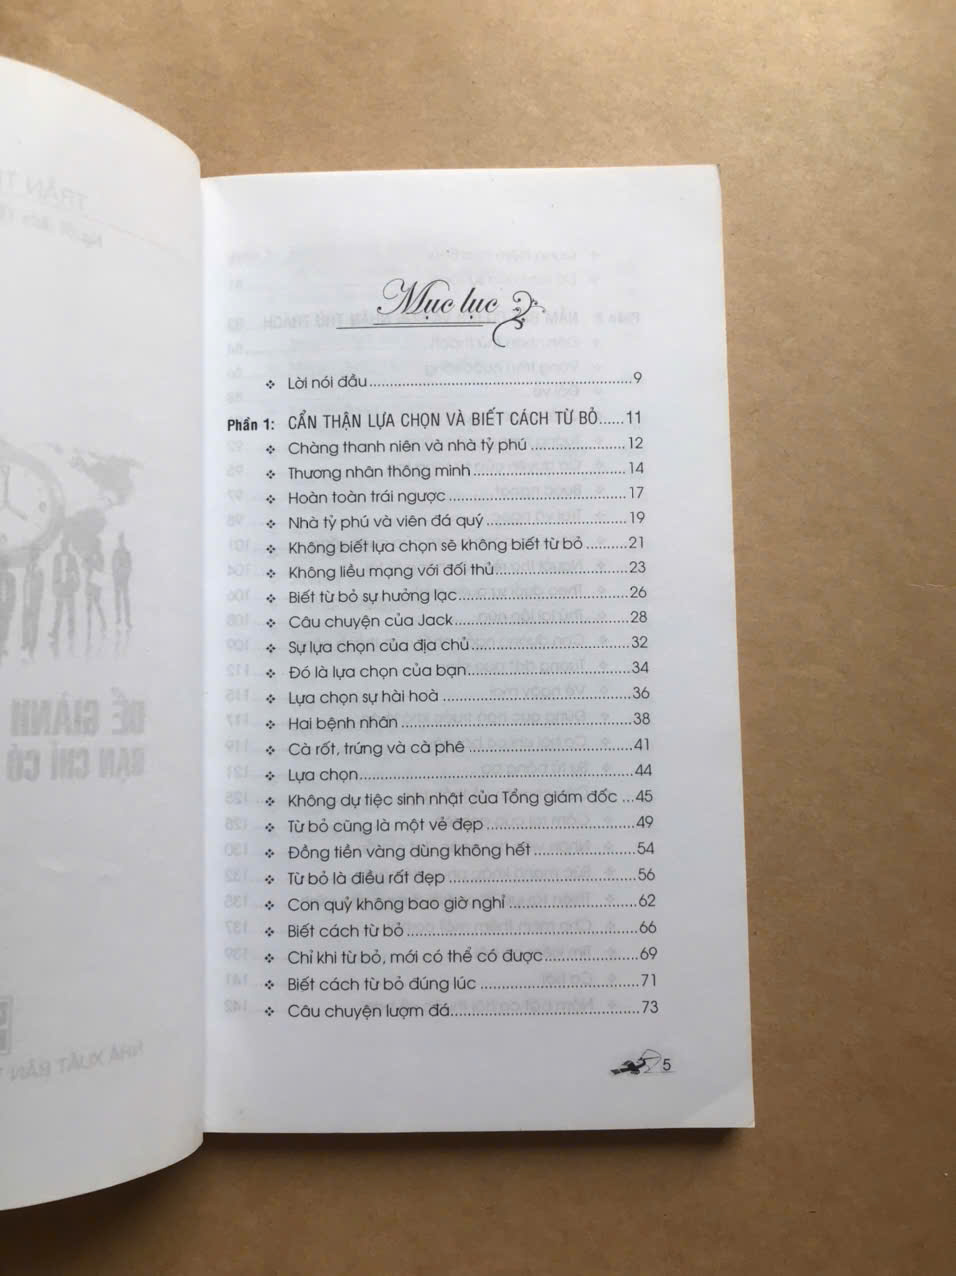 Mục lục
❖ Lời nói đầu..................................................9
Phần 1: CẨN THẬN LỰA CHỌN VÀ BIẾT CÁCH TỪ BỎ.....11
❖ Chàng thanh niên và nhà tỷ phú.....................12
❖ Thương nhân thông minh..............................14
❖ Hoàn toàn trái ngược...................................17
❖ Nhà tỷ phú và viên đá quý............................19
❖ Không biết lựa chọn sẽ không biết từ bỏ........21
❖ Không liều mạng với đối thủ.........................23
❖ Biết từ bỏ sự hưởng lạc...............................26
❖ Câu chuyện của Jack..................................28
❖ Sự lựa chọn của địa chủ..............................32
❖ Đó là lựa chọn của bạn...............................34
❖ Lựa chọn sự hài hoà...................................36
❖ Hai bệnh nhân...........................................38
❖ Cà rốt, trứng và cà phê...............................41
❖ Lựa chọn..................................................44
❖ Không dự tiệc sinh nhật của Tổng giám đốc ...45
❖ Từ bỏ cũng là một vẻ đẹp............................49
❖ Đồng tiền vàng dùng không hết....................54
❖ Từ bỏ là điều rất đẹp..................................56
❖ Con quỷ không bao giờ nghỉ.........................62
❖ Biết cách từ bỏ..........................................66
❖ Chỉ khi từ bỏ, mới có thể có được..................69
❖ Biết cách từ bỏ đúng lúc..............................71
❖ Câu chuyện lượm đá...................................73
5